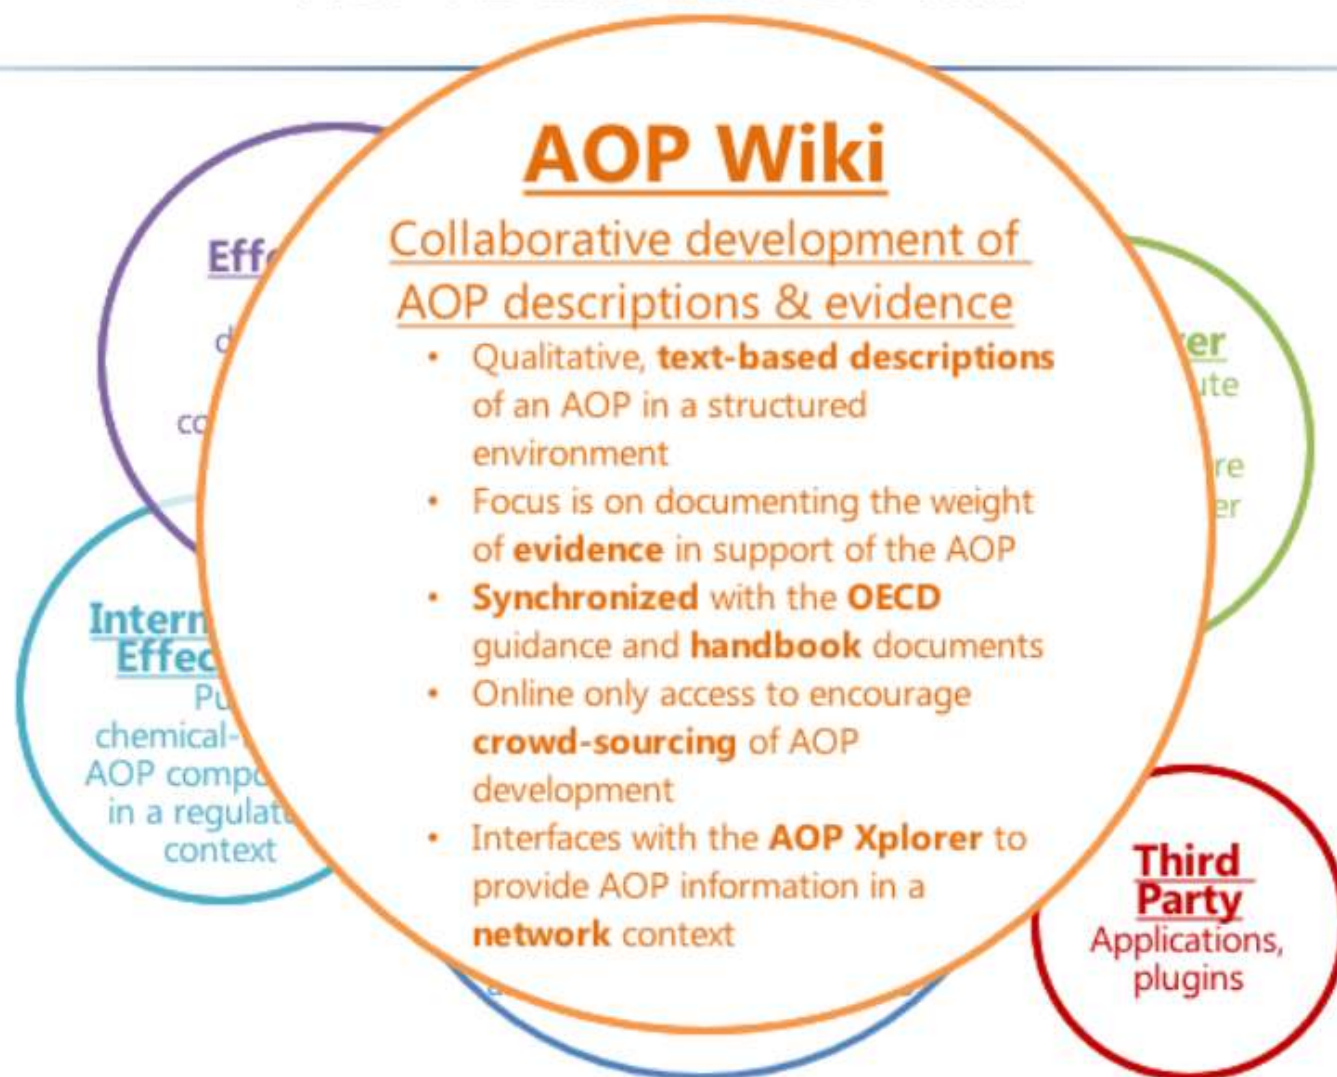 AOP Wiki
Collaborative development of
AOP descriptions & evidence
• Qualitative, text-based descriptions
of an AOP in a structured
environment
• Focus is on documenting the weight
of evidence in support of the AOP
• Synchronized with the OECD
guidance and handbook documents
• Online only access to encourage
crowd-sourcing of AOP
development
• Interfaces with the AOP Xplorer to
provide AOP information in a
network context
AOP
in a
context
Third
Party
Applications,
plugins